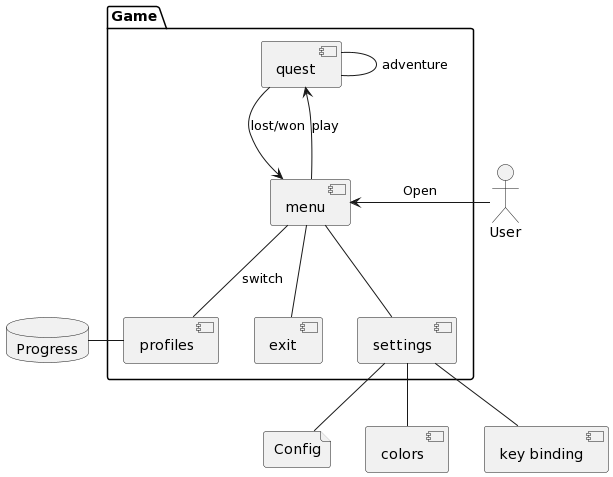 Game
quest
adventure
lost/won
play
menu
Open
User
switch
Progress
profiles
exit
settings
Config
colors
key binding